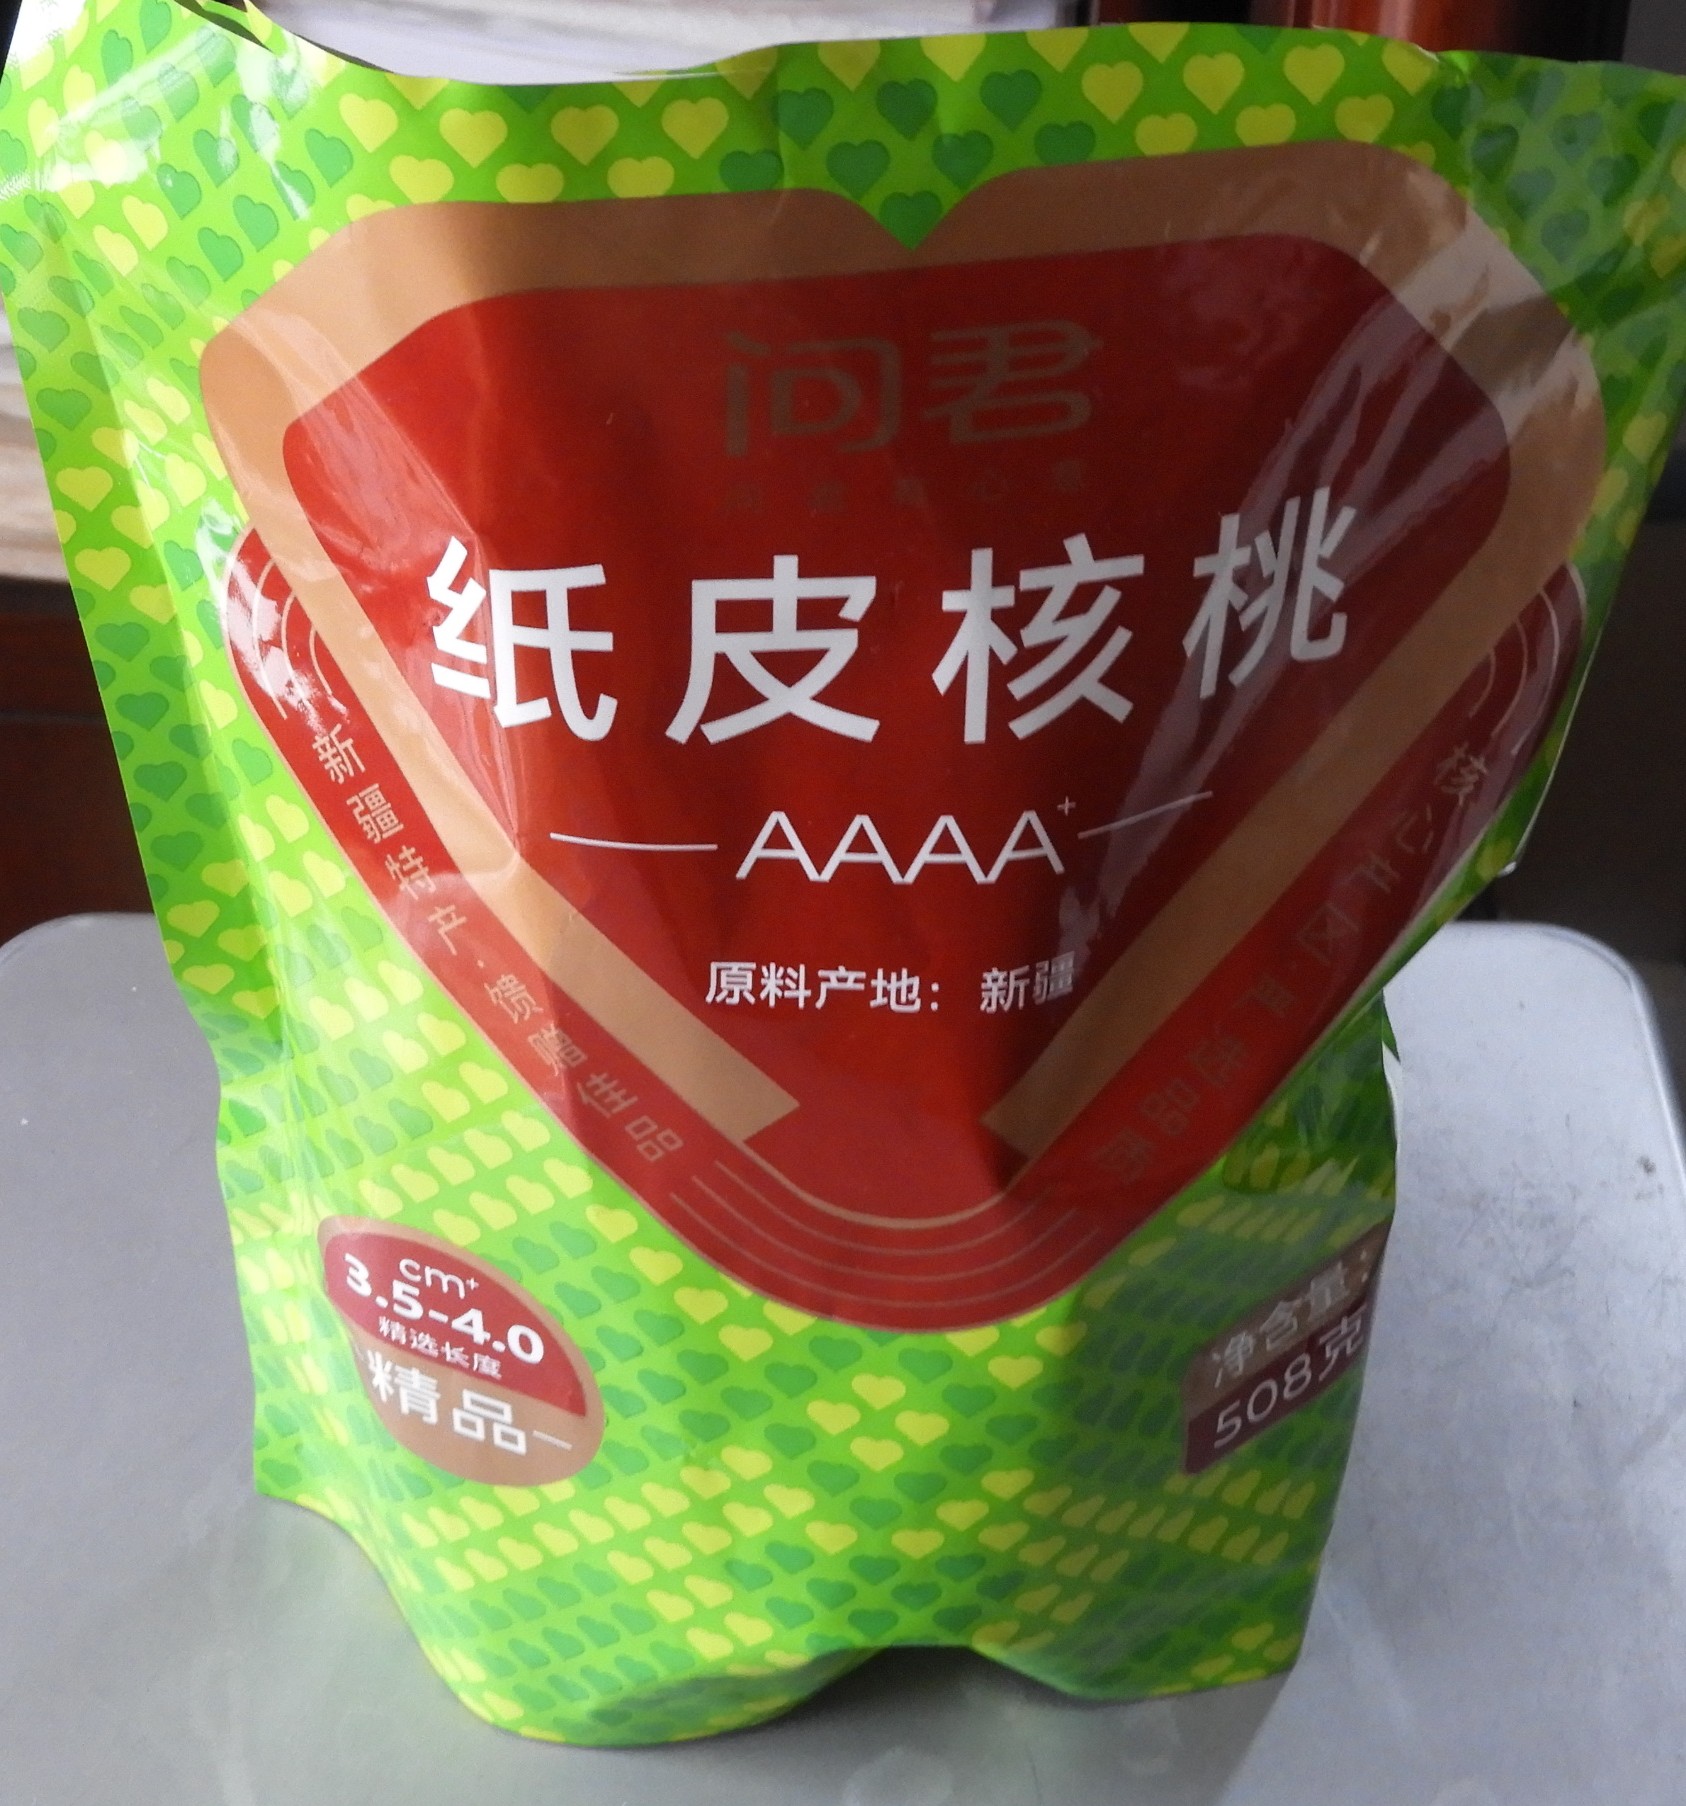 问君
纸皮核桃
AAAA+
原料产地：新疆
新疆特产·馈赠佳品
cm+
3.5-4.0
精选长度
精品
净含量：
508克